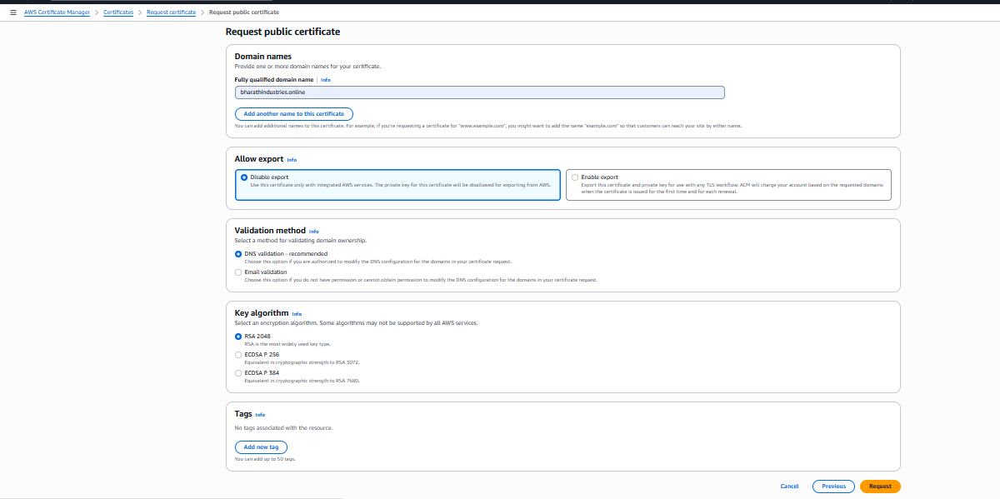 AWS Certificate Manager > Certificates > Request certificate > Request public certificate
Request public certificate
Domain names
Provide one or more domain names for your certificate.
Fully qualified domain name | Info
bharathindustries.online
Add another name to this certificate
You can add additional names to this certificate. For example, if you're requesting a certificate for "www.example.com", you might want to add the name "example.com" so that customers can reach your site by either name.
Allow export Info
Disable export
Use this certificate only with integrated AWS services. The private key for this certificate will be disallowed for exporting from AWS.
Enable export
Export this certificate and private key for use with any TLS workflow. ACM will charge your account based on the requested domains
when the certificate is issued for the first time and for each renewal.
Validation method Info
Select a method for validating domain ownership.
DNS validation - recommended
Choose this option if you are authorized to modify the DNS configuration for the domains in your certificate request.
Email validation
Choose this option if you do not have permission or cannot obtain permission to modify the DNS configuration for the domains in your certificate request.
Key algorithm Info
Select an encryption algorithm. Some algorithms may not be supported by all AWS services.
RSA 2048
RSA is the most widely used key type.
ECDSA P 256
Equivalent in cryptographic strength to RSA 3072.
ECDSA P 384
Equivalent in cryptographic strength to RSA 7680.
Tags Info
No tags associated with the resource.
Add new tag
You can add up to 50 tags.
Cancel Previous Request